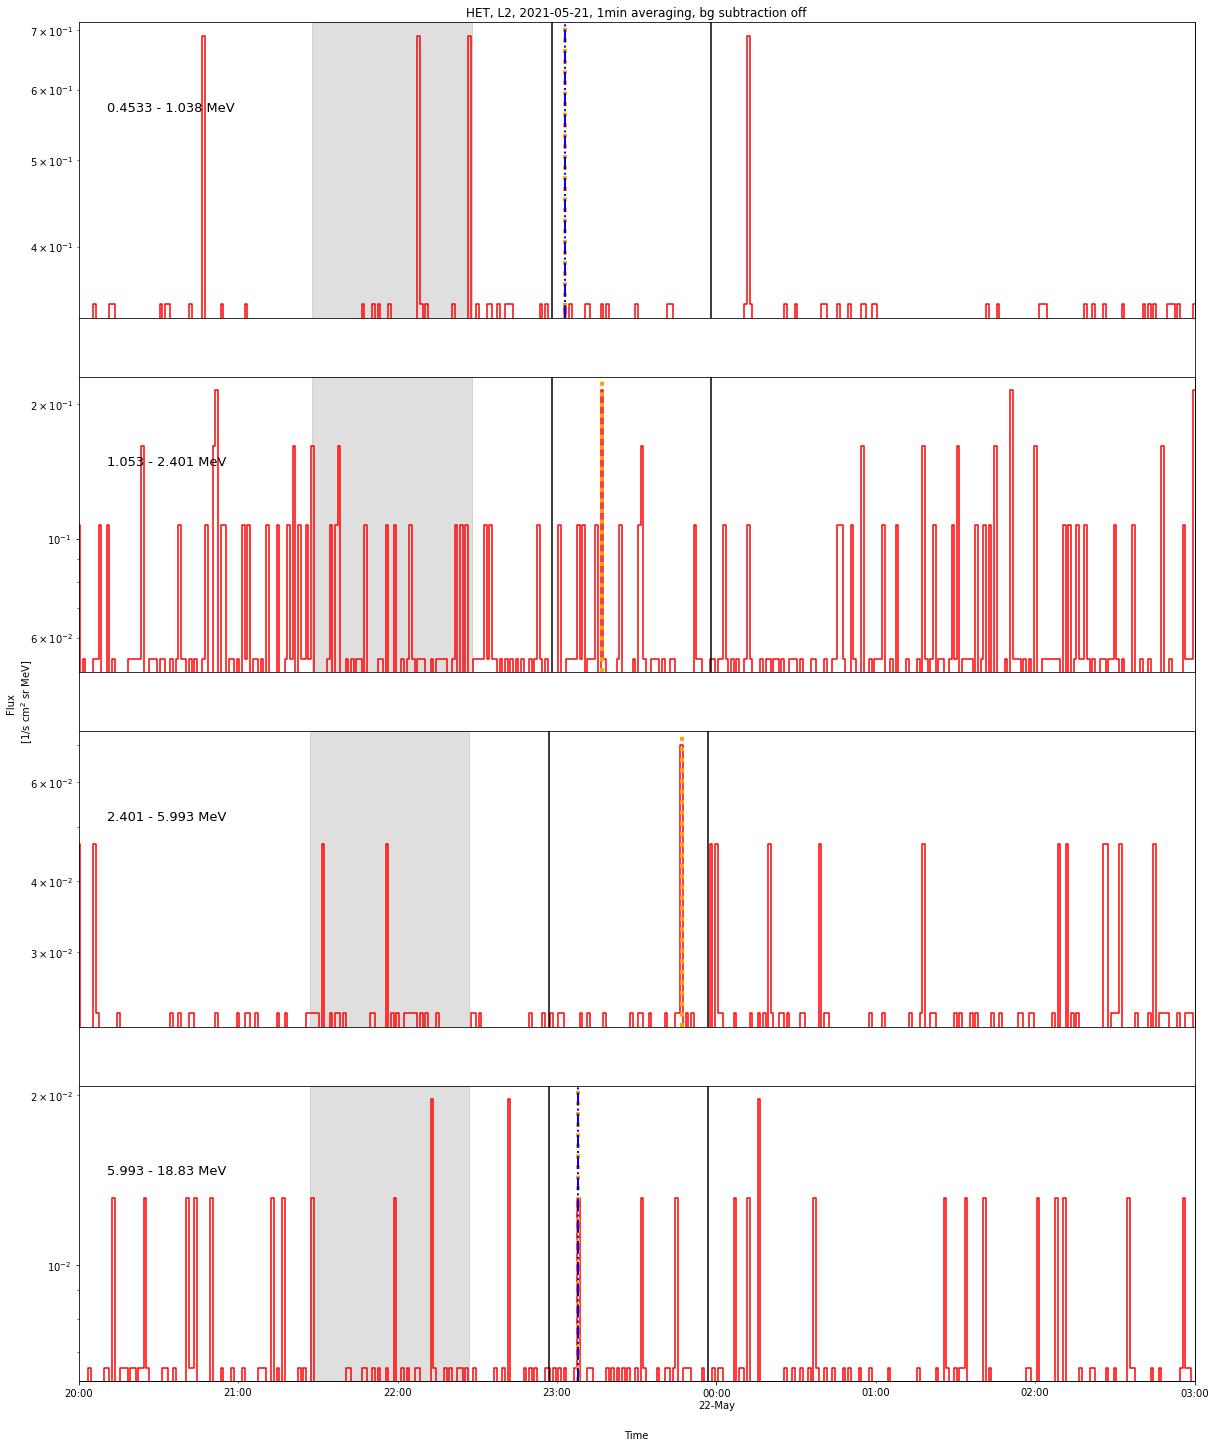 HET, L2, 2021-05-21, 1min averaging, bg subtraction off
7 × 10⁻¹
6 × 10⁻¹
5 × 10⁻¹
4 × 10⁻¹
0.4533 - 1.038 MeV
2 × 10⁻¹
10⁻¹
6 × 10⁻²
1.053 - 2.401 MeV
Flux
[1/s cm² sr MeV]
6 × 10⁻²
4 × 10⁻²
3 × 10⁻²
2.401 - 5.993 MeV
2 × 10⁻²
10⁻²
5.993 - 18.83 MeV
20:00 21:00 22:00 23:00 00:00 01:00 02:00 03:00
22-May
Time